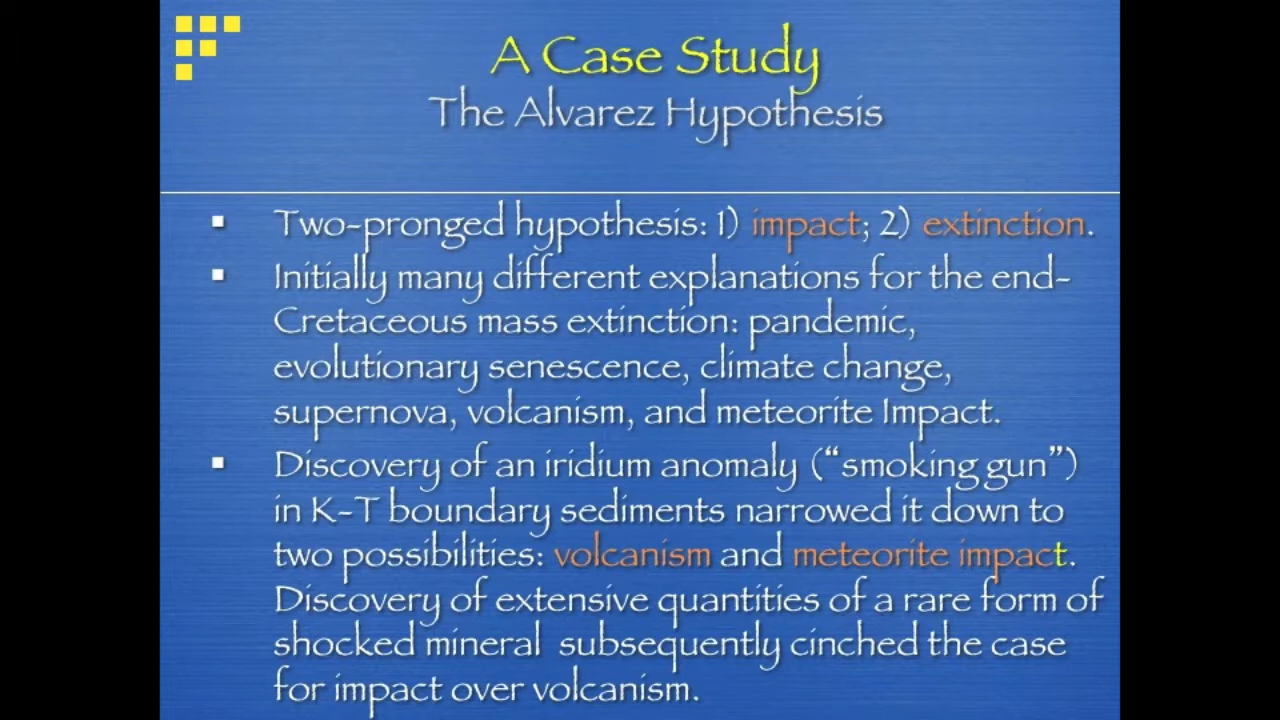 A Case Study
The Alvarez Hypothesis
▪ Two-pronged hypothesis: 1) impact; 2) extinction.
▪ Initially many different explanations for the end-
Cretaceous mass extinction: pandemic,
evolutionary senescence, climate change,
supernova, volcanism, and meteorite Impact.
▪ Discovery of an iridium anomaly (“smoking gun”)
in K-T boundary sediments narrowed it down to
two possibilities: volcanism and meteorite impact.
Discovery of extensive quantities of a rare form of
shocked mineral subsequently cinched the case
for impact over volcanism.